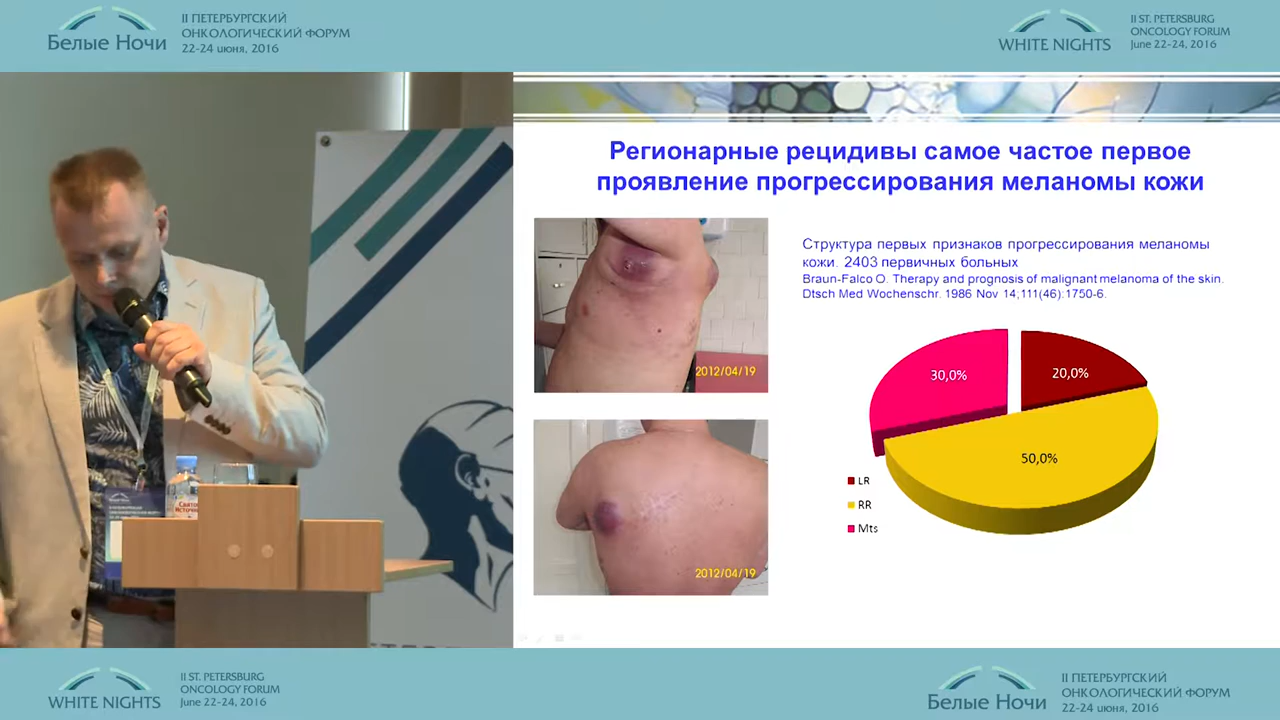 Белые Ночи
II ПЕТЕРБУРГСКИЙ
ОНКОЛОГИЧЕСКИЙ ФОРУМ
22-24 июня, 2016
WHITE NIGHTS
II ST. PETERSBURG
ONCOLOGY FORUM
June 22-24, 2016
Регионарные рецидивы самое частое первое
проявление прогрессирования меланомы кожи
Структура первых признаков прогрессирования меланомы
кожи. 2403 первичных больных
Braun-Falco O. Therapy and prognosis of malignant melanoma of the skin.
Dtsch Med Wochenschr. 1986 Nov 14;111(46):1750-6.
2012/04/19
2012/04/19
30,0%
20,0%
50,0%
LR
RR
Mts
WHITE NIGHTS
II ST. PETERSBURG
ONCOLOGY FORUM
June 22-24, 2016
Белые Ночи
II ПЕТЕРБУРГСКИЙ
ОНКОЛОГИЧЕСКИЙ ФОРУМ
22-24 июня, 2016